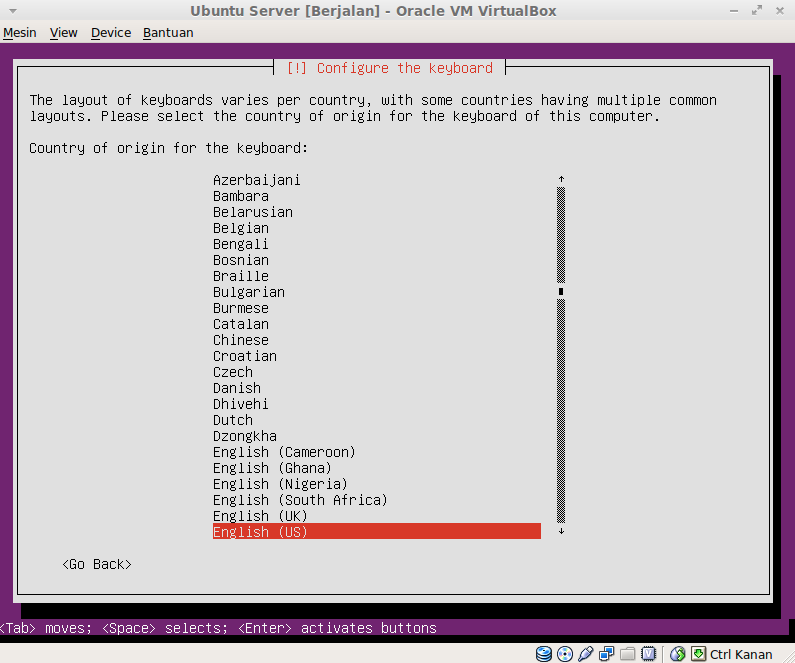 Ubuntu Server [Berjalan] - Oracle VM VirtualBox
Mesin View Device Bantuan
[!] Configure the keyboard
The layout of keyboards varies per country, with some countries having multiple common
layouts. Please select the country of origin for the keyboard of this computer.
Country of origin for the keyboard:
Azerbaijani
Bambara
Belarusian
Belgian
Bengali
Bosnian
Braille
Bulgarian
Burmese
Catalan
Chinese
Croatian
Czech
Danish
Dhivehi
Dutch
Dzongkha
English (Cameroon)
English (Ghana)
English (Nigeria)
English (South Africa)
English (UK)
English (US)
<Go Back>
<Tab> moves; <Space> selects; <Enter> activates buttons
Ctrl Kanan